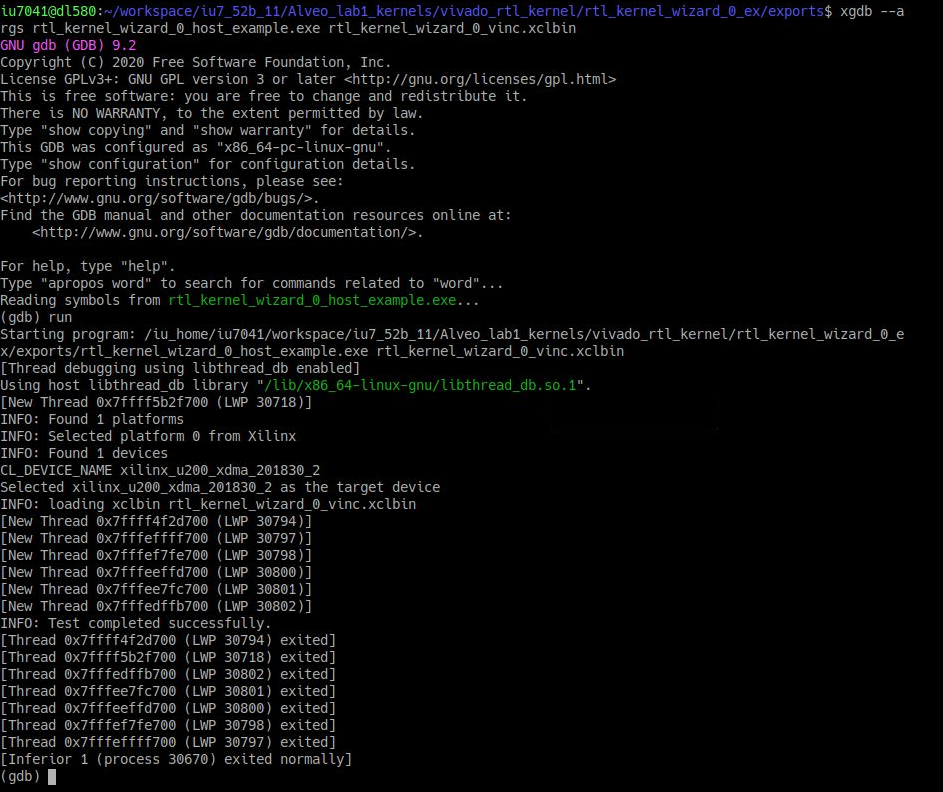 iu7041@dl580:~/workspace/iu7_52b_11/Alveo_lab1_kernels/vivado_rtl_kernel/rtl_kernel_wizard_0_ex/exports$ xgdb --a
rgs rtl_kernel_wizard_0_host_example.exe rtl_kernel_wizard_0_vinc.xclbin
GNU gdb (GDB) 9.2
Copyright (C) 2020 Free Software Foundation, Inc.
License GPLv3+: GNU GPL version 3 or later <http://gnu.org/licenses/gpl.html>
This is free software: you are free to change and redistribute it.
There is NO WARRANTY, to the extent permitted by law.
Type "show copying" and "show warranty" for details.
This GDB was configured as "x86_64-pc-linux-gnu".
Type "show configuration" for configuration details.
For bug reporting instructions, please see:
<http://www.gnu.org/software/gdb/bugs/>.
Find the GDB manual and other documentation resources online at:
    <http://www.gnu.org/software/gdb/documentation/>.

For help, type "help".
Type "apropos word" to search for commands related to "word"...
Reading symbols from rtl_kernel_wizard_0_host_example.exe...
(gdb) run
Starting program: /iu_home/iu7041/workspace/iu7_52b_11/Alveo_lab1_kernels/vivado_rtl_kernel/rtl_kernel_wizard_0_e
x/exports/rtl_kernel_wizard_0_host_example.exe rtl_kernel_wizard_0_vinc.xclbin
[Thread debugging using libthread_db enabled]
Using host libthread_db library "/lib/x86_64-linux-gnu/libthread_db.so.1".
[New Thread 0x7ffff5b2f700 (LWP 30718)]
INFO: Found 1 platforms
INFO: Selected platform 0 from Xilinx
INFO: Found 1 devices
CL_DEVICE_NAME xilinx_u200_xdma_201830_2
Selected xilinx_u200_xdma_201830_2 as the target device
INFO: loading xclbin rtl_kernel_wizard_0_vinc.xclbin
[New Thread 0x7ffff4f2d700 (LWP 30794)]
[New Thread 0x7fffeffff700 (LWP 30797)]
[New Thread 0x7fffef7fe700 (LWP 30798)]
[New Thread 0x7fffeeffd700 (LWP 30800)]
[New Thread 0x7fffee7fc700 (LWP 30801)]
[New Thread 0x7fffedffb700 (LWP 30802)]
INFO: Test completed successfully.
[Thread 0x7ffff4f2d700 (LWP 30794) exited]
[Thread 0x7ffff5b2f700 (LWP 30718) exited]
[Thread 0x7fffedffb700 (LWP 30802) exited]
[Thread 0x7fffee7fc700 (LWP 30801) exited]
[Thread 0x7fffeeffd700 (LWP 30800) exited]
[Thread 0x7fffef7fe700 (LWP 30798) exited]
[Thread 0x7fffeffff700 (LWP 30797) exited]
[Inferior 1 (process 30670) exited normally]
(gdb)